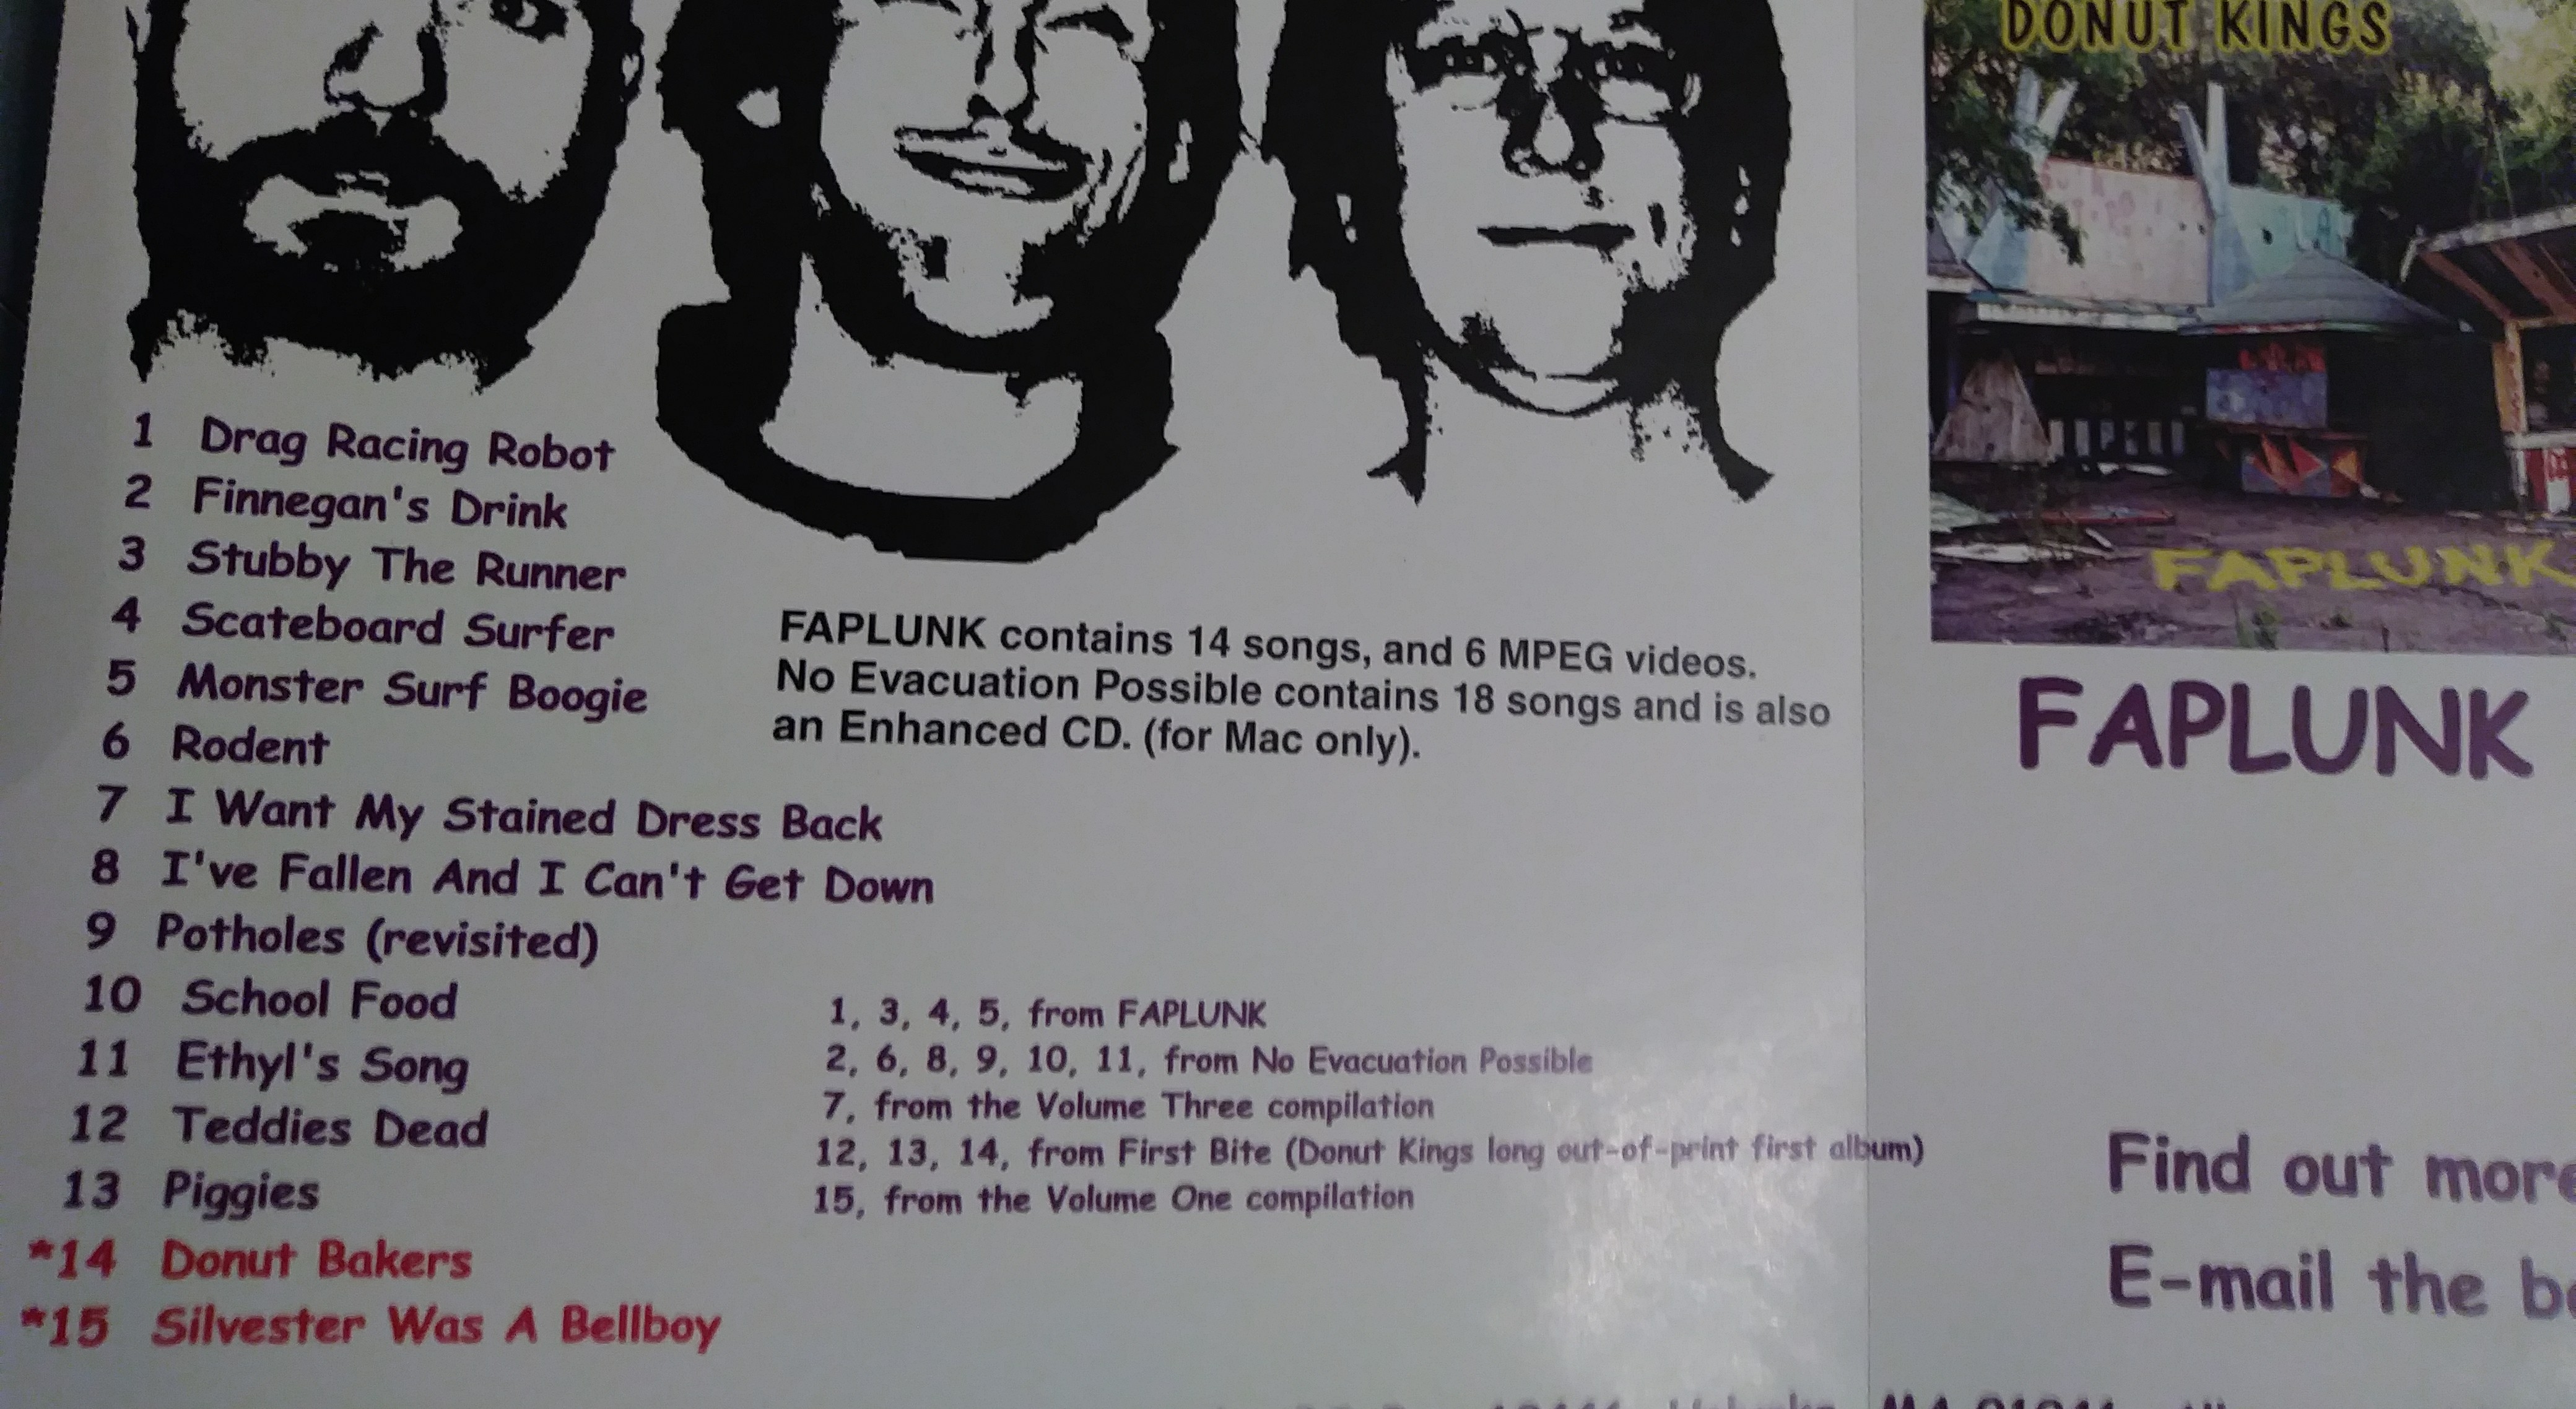 DONUT KINGS
FAPLUNK
1 Drag Racing Robot
2 Finnegan's Drink
3 Stubby The Runner
4 Scateboard Surfer
5 Monster Surf Boogie
6 Rodent
7 I Want My Stained Dress Back
8 I've Fallen And I Can't Get Down
9 Potholes (revisited)
10 School Food
11 Ethyl's Song
12 Teddies Dead
13 Piggies
*14 Donut Bakers
*15 Silvester Was A Bellboy
FAPLUNK contains 14 songs, and 6 MPEG videos.
No Evacuation Possible contains 18 songs and is also
an Enhanced CD. (for Mac only).
1, 3, 4, 5, from FAPLUNK
2, 6, 8, 9, 10, 11, from No Evacuation Possible
7, from the Volume Three compilation
12, 13, 14, from First Bite (Donut Kings long out-of-print first album)
15, from the Volume One compilation
FAPLUNK
Find out more
E-mail the b